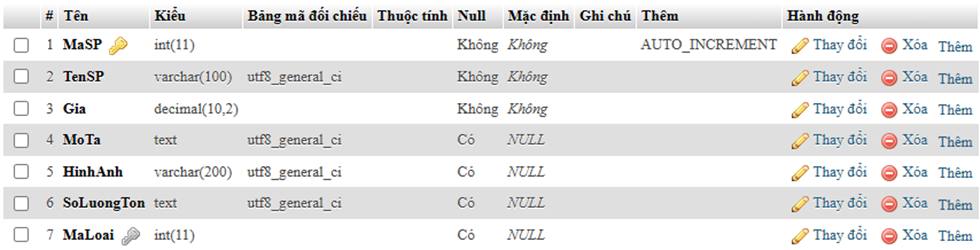 # Tên Kiểu Bảng mã đối chiếu Thuộc tính Null Mặc định Ghi chú Thêm Hành động
1 MaSP int(11) Không Không AUTO_INCREMENT Thay đổi Xóa Thêm
2 TenSP varchar(100) utf8_general_ci Không Không Thay đổi Xóa Thêm
3 Gia decimal(10,2) Không Không Thay đổi Xóa Thêm
4 MoTa text utf8_general_ci Có NULL Thay đổi Xóa Thêm
5 HinhAnh varchar(200) utf8_general_ci Có NULL Thay đổi Xóa Thêm
6 SoLuongTon text utf8_general_ci Có NULL Thay đổi Xóa Thêm
7 MaLoai int(11) Có NULL Thay đổi Xóa Thêm